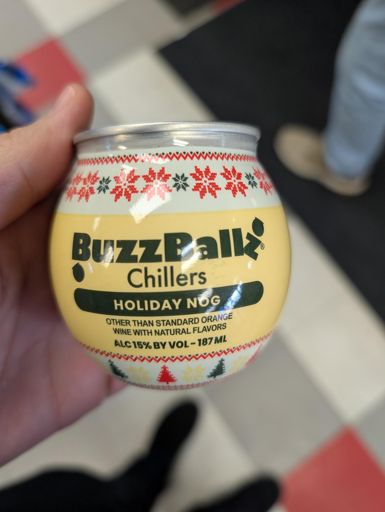 BuzzBallz®
Chillers
HOLIDAY NOG
OTHER THAN STANDARD ORANGE
WINE WITH NATURAL FLAVORS
ALC 15% BY VOL - 187 ML